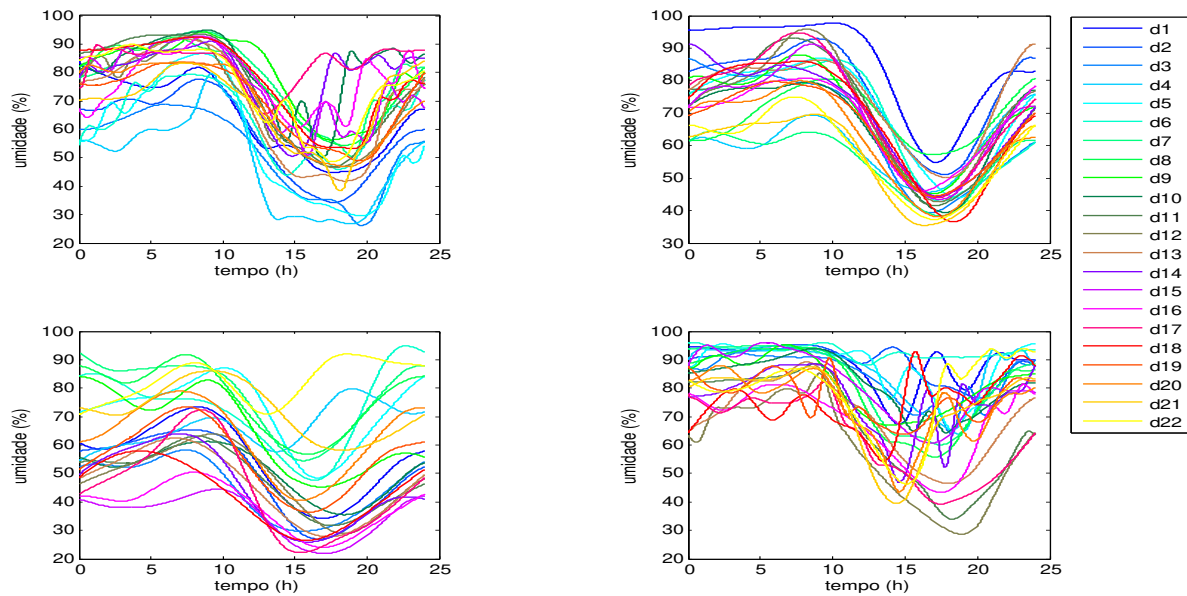 100
90
80
70
60
50
40
30
20
0 5 10 15 20 25
tempo (h)
umidade (%)
100
90
80
70
60
50
40
30
0 5 10 15 20 25
tempo (h)
umidade (%)
100
90
80
70
60
50
40
30
20
0 5 10 15 20 25
tempo (h)
umidade (%)
100
90
80
70
60
50
40
30
20
0 5 10 15 20 25
tempo (h)
umidade (%)
d1
d2
d3
d4
d5
d6
d7
d8
d9
d10
d11
d12
d13
d14
d15
d16
d17
d18
d19
d20
d21
d22